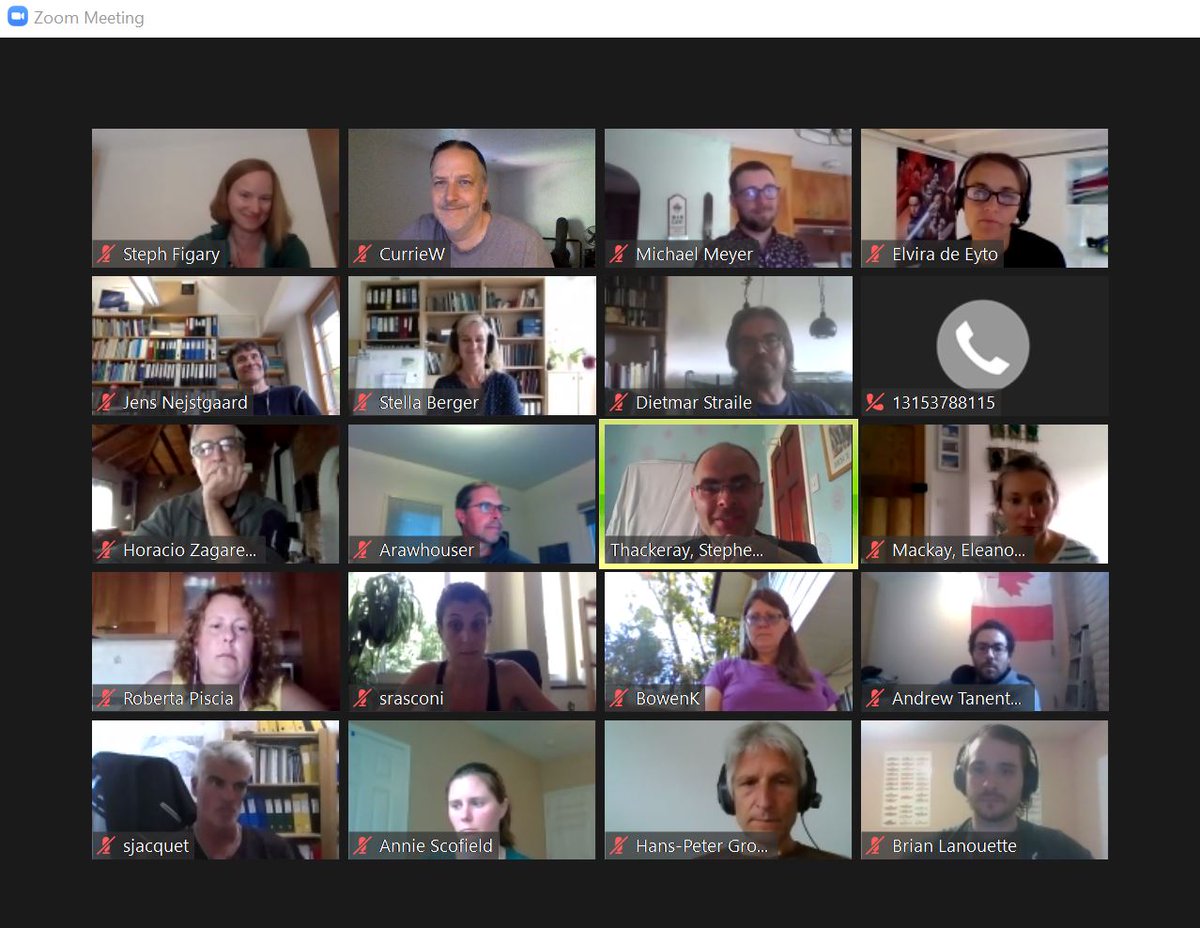 Zoom Meeting
Steph Figary
CurrieW
Michael Meyer
Elvira de Eyto
Jens Nejstgaard
Stella Berger
Dietmar Straile
13153788115
Horacio Zagare...
Arawhouser
Thackeray, Stephe...
Mackay, Eleano...
Roberta Piscia
srasconi
BowenK
Andrew Tanent...
sjacquet
Annie Scofield
Hans-Peter Gro...
Brian Lanouette